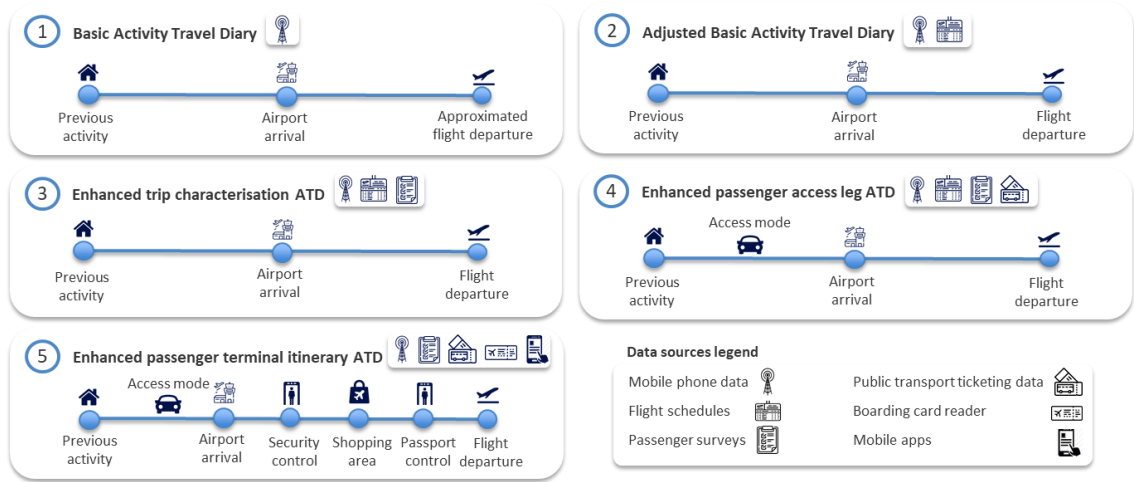 1 Basic Activity Travel Diary
Previous
activity
Airport
arrival
Approximated
flight departure
2 Adjusted Basic Activity Travel Diary
Previous
activity
Airport
arrival
Flight
departure
3 Enhanced trip characterisation ATD
Previous
activity
Airport
arrival
Flight
departure
4 Enhanced passenger access leg ATD
Access mode
Previous
activity
Airport
arrival
Flight
departure
5 Enhanced passenger terminal itinerary ATD
Access mode
Previous
activity
Airport
arrival
Security
control
Shopping
area
Passport
control
Flight
departure
Data sources legend
Mobile phone data
Flight schedules
Passenger surveys
Public transport ticketing data
Boarding card reader
Mobile apps